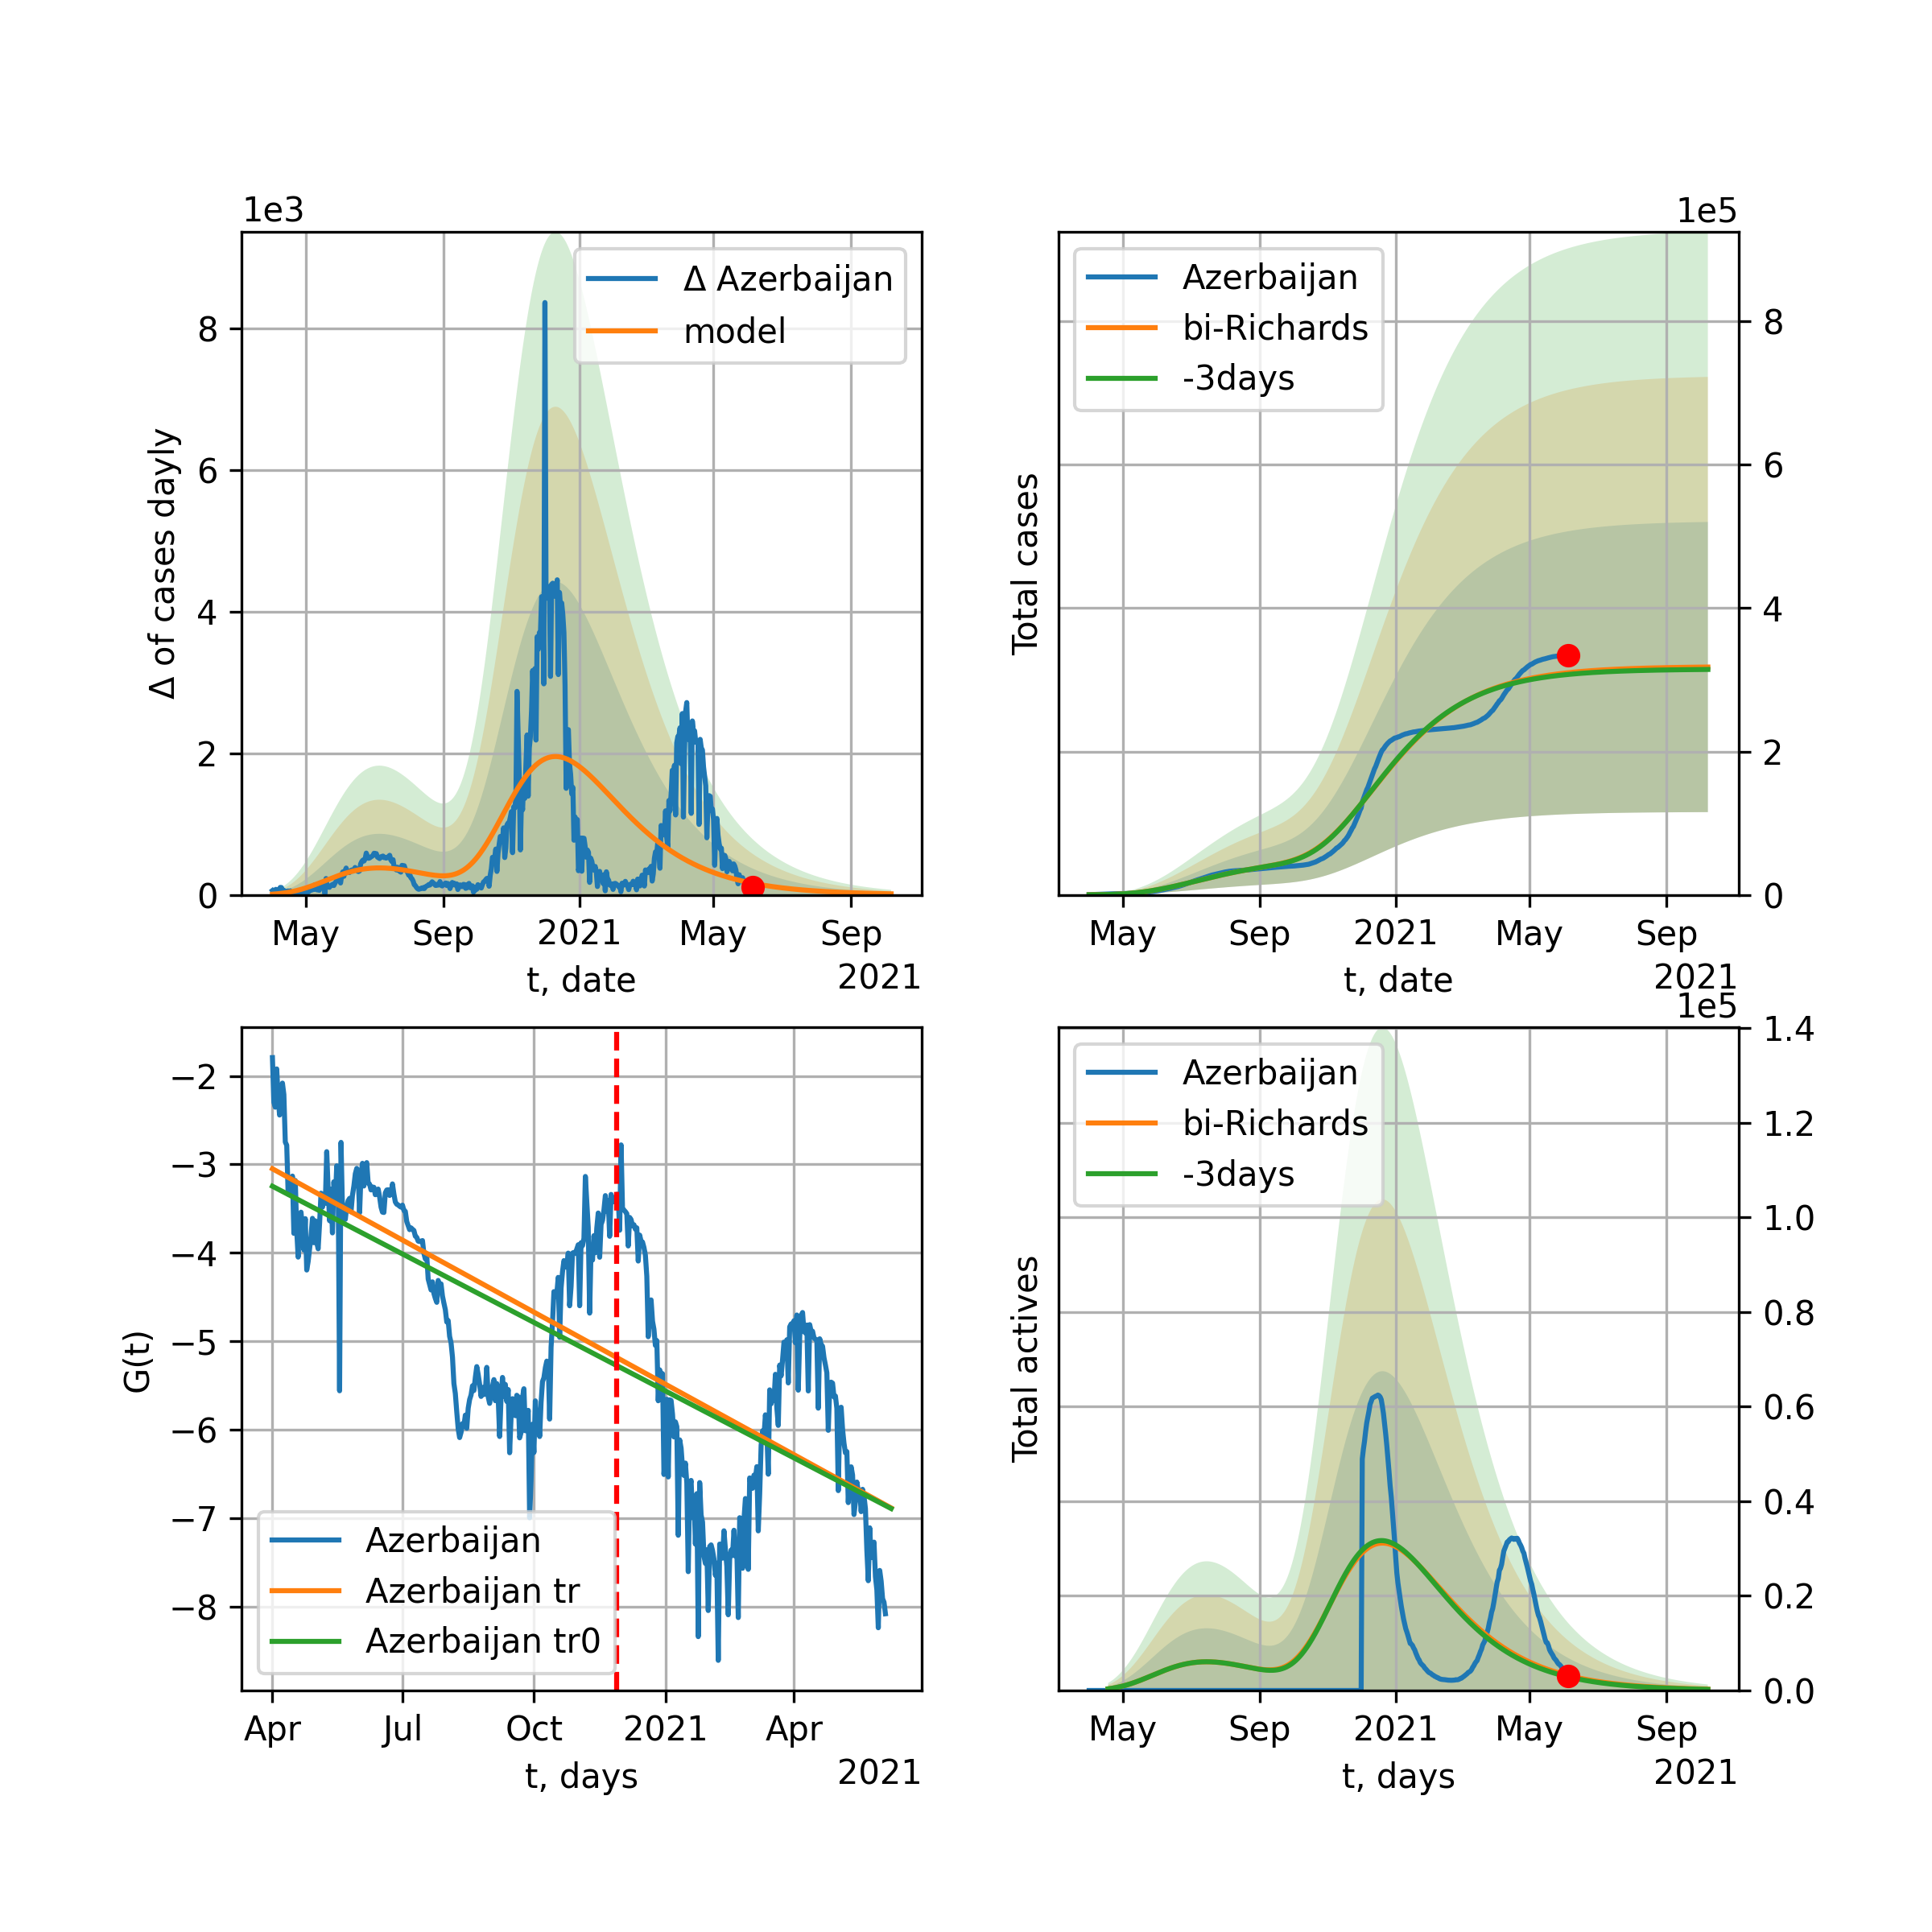 1e3
Δ of cases dayly
8
6
4
2
0
Δ Azerbaijan
model
May
Sep
2021
May
Sep
t, date
2021
1e5
Total cases
Azerbaijan
bi-Richards
-3days
8
6
4
2
0
May
Sep
2021
May
Sep
t, date
2021
G(t)
−2
−3
−4
−5
−6
−7
−8
Azerbaijan
Azerbaijan tr
Azerbaijan tr0
Apr
Jul
Oct
2021
Apr
t, days
2021
1e5
Total actives
Azerbaijan
bi-Richards
-3days
1.4
1.2
1.0
0.8
0.6
0.4
0.2
0.0
May
Sep
2021
May
Sep
t, days
2021